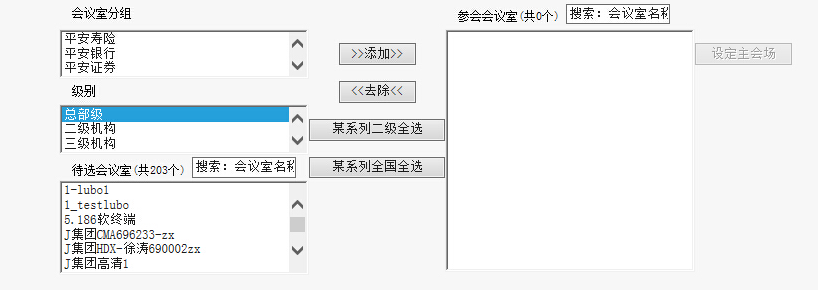 会议室分组
平安寿险
平安银行
平安证券
级别
总部级
二级机构
三级机构
待选会议室(共203个) 搜索: 会议室名称
1-lubo1
1_testlubo
5.186软终端
J集团CMA696233-zx
J集团HDX-徐涛690002zx
J集团高清1
>>添加>>
<<去除<<
某系列二级全选
某系列全国全选
参会会议室(共0个) 搜索: 会议室名称
设定主会场